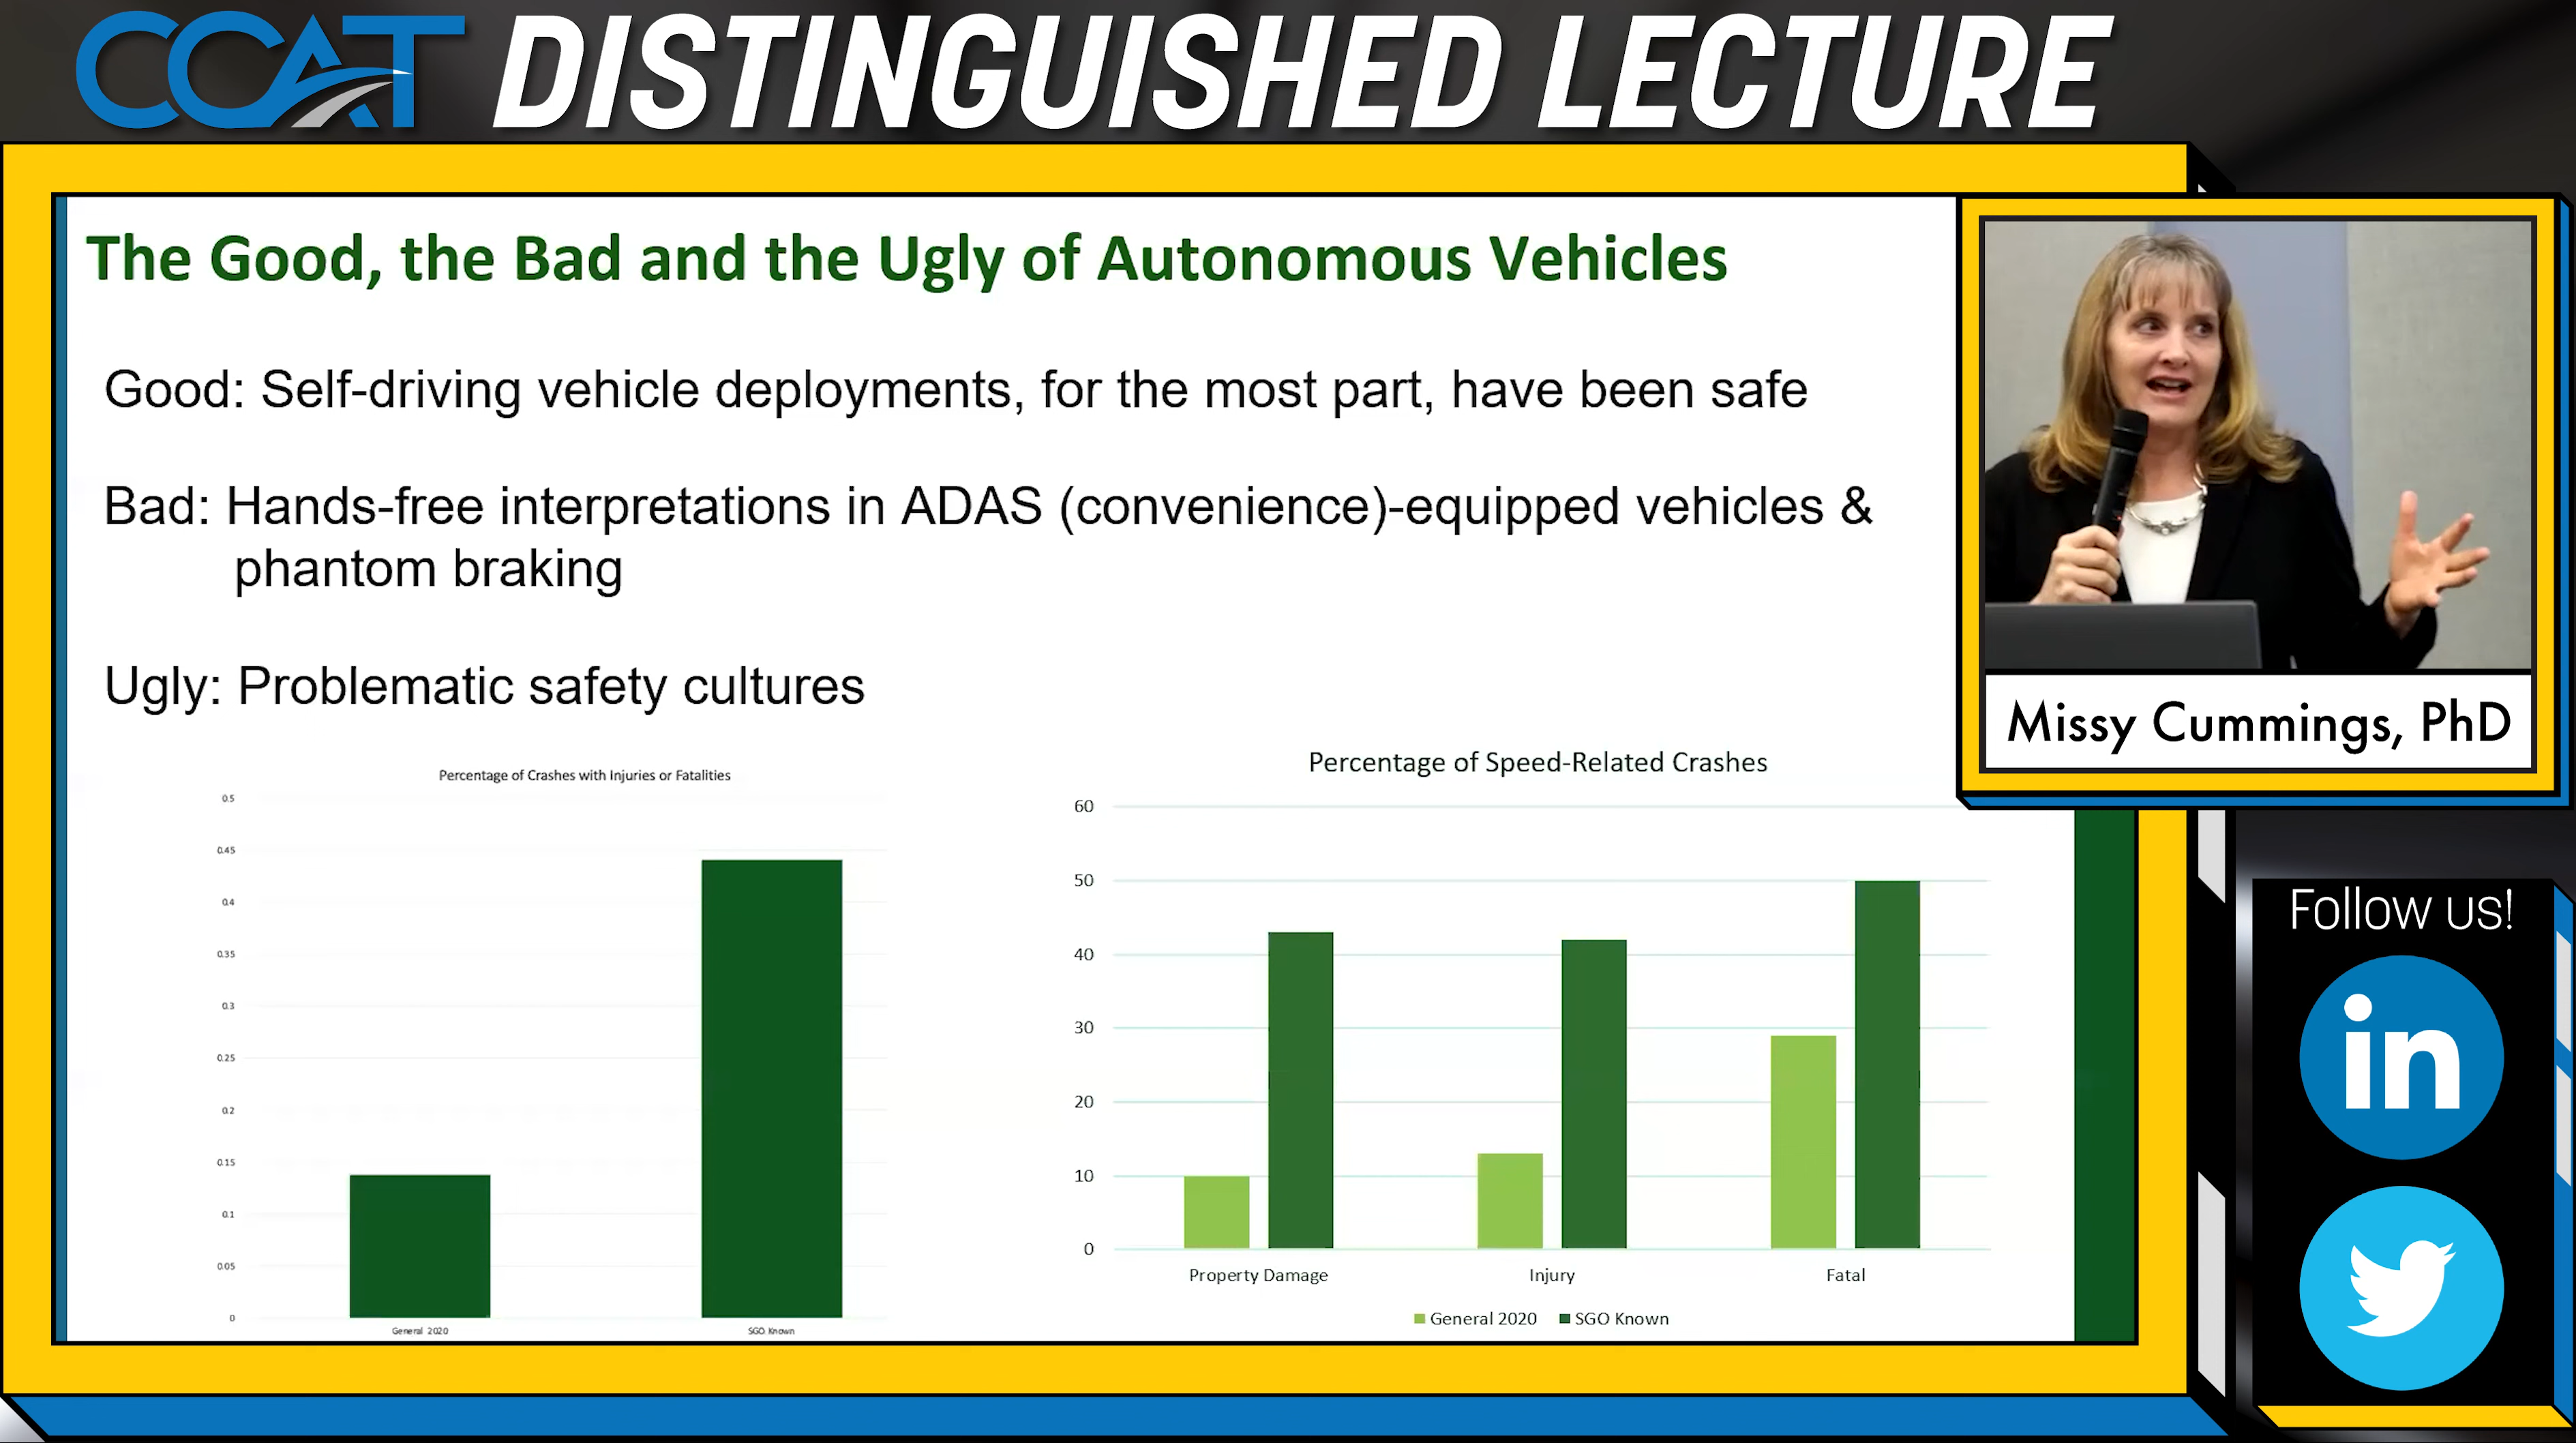 CCAT DISTINGUISHED LECTURE
The Good, the Bad and the Ugly of Autonomous Vehicles
Good: Self-driving vehicle deployments, for the most part, have been safe
Bad: Hands-free interpretations in ADAS (convenience)-equipped vehicles &
phantom braking
Ugly: Problematic safety cultures
Missy Cummings, PhD
Percentage of Crashes with Injuries or Fatalities
0.5
0.45
0.4
0.35
0.3
0.25
0.2
0.15
0.1
0.05
0
General 2020 SGO Known
Percentage of Speed-Related Crashes
60
50
40
30
20
10
0
Property Damage Injury Fatal
General 2020 SGO Known
Follow us!
in